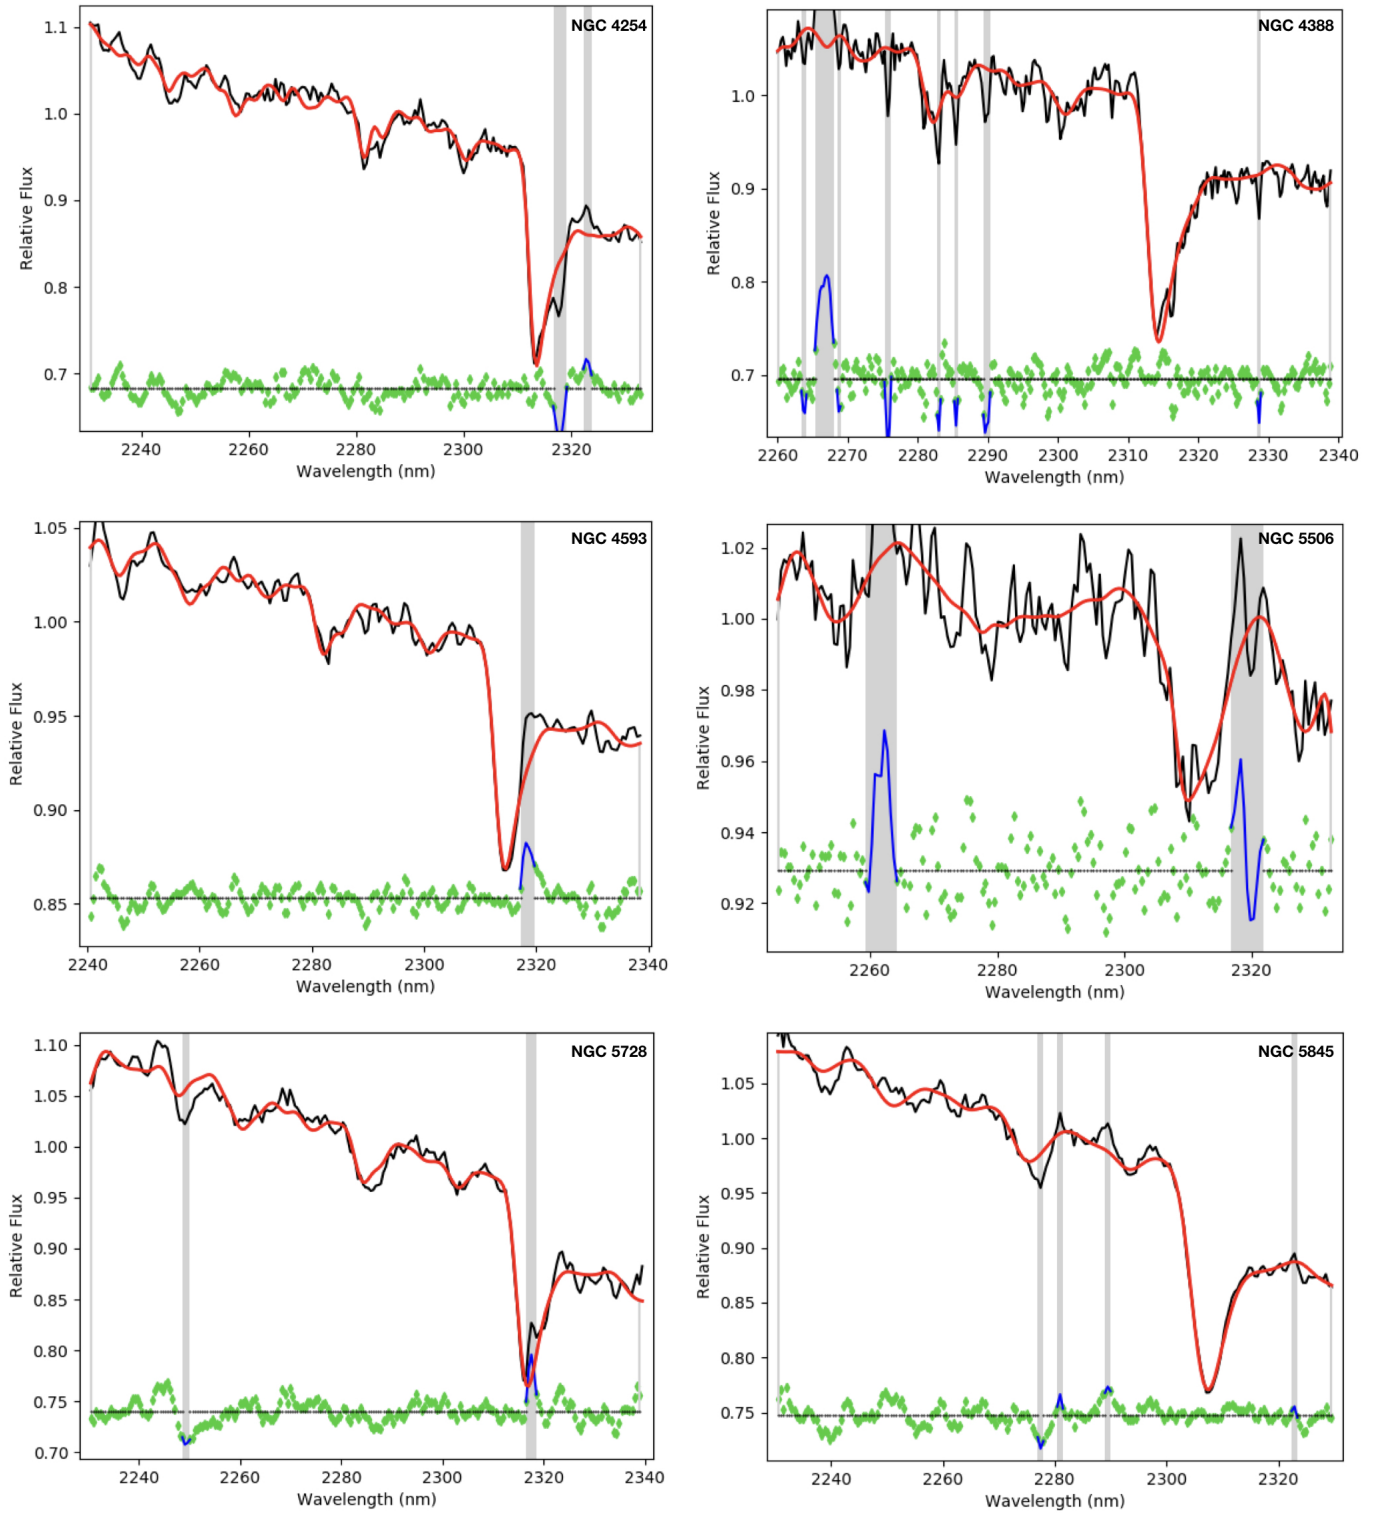 NGC 4254
1.1
1.0
0.9
0.8
0.7
Relative Flux
2240 2260 2280 2300 2320
Wavelength (nm)
NGC 4388
1.0
0.9
0.8
0.7
Relative Flux
2260 2270 2280 2290 2300 2310 2320 2330 2340
Wavelength (nm)
NGC 4593
1.05
1.00
0.95
0.90
0.85
Relative Flux
2240 2260 2280 2300 2320 2340
Wavelength (nm)
NGC 5506
1.02
1.00
0.98
0.96
0.94
0.92
Relative Flux
2260 2280 2300 2320
Wavelength (nm)
NGC 5728
1.10
1.05
1.00
0.95
0.90
0.85
0.80
0.75
0.70
Relative Flux
2240 2260 2280 2300 2320 2340
Wavelength (nm)
NGC 5845
1.05
1.00
0.95
0.90
0.85
0.80
0.75
Relative Flux
2240 2260 2280 2300 2320
Wavelength (nm)